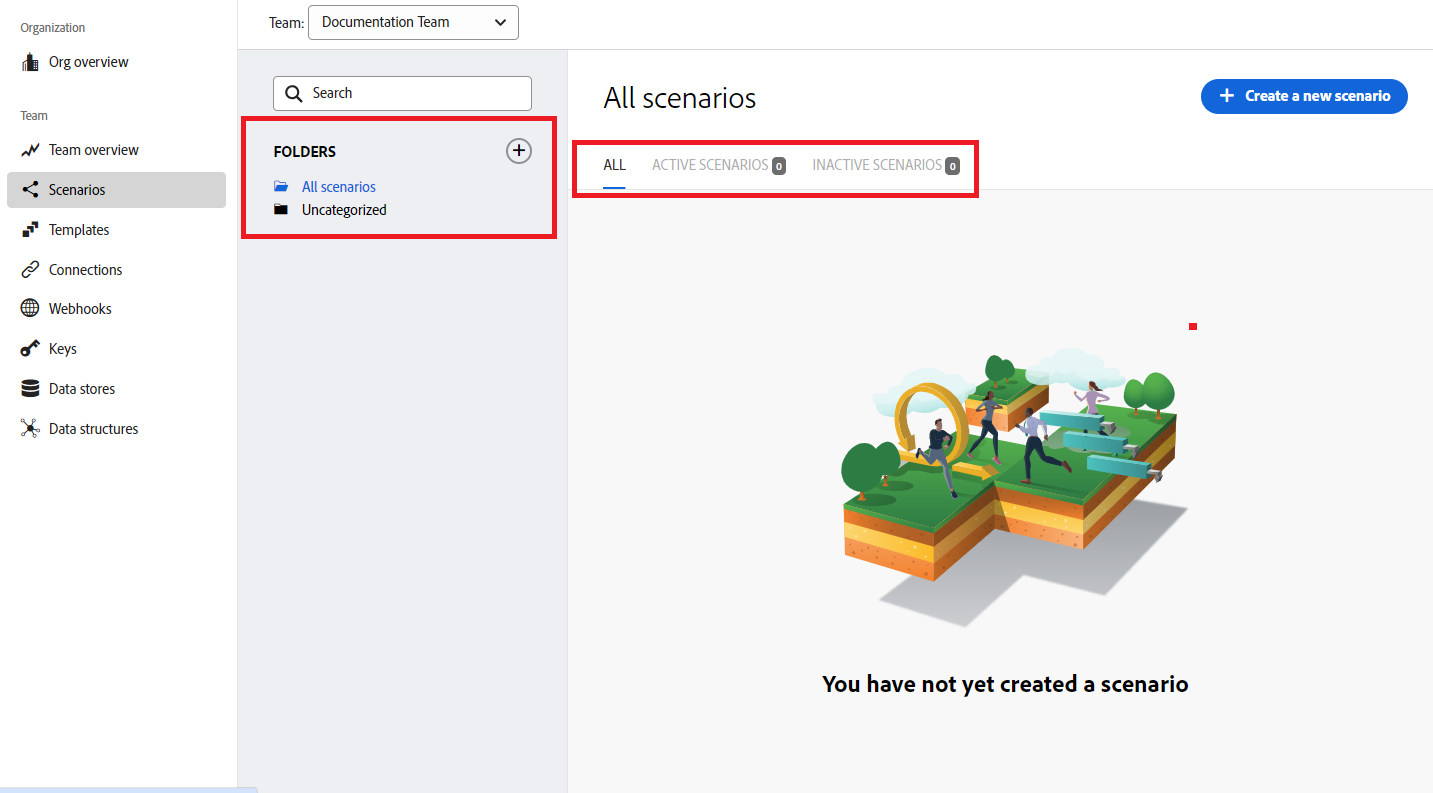 Organization
Org overview
Team
Team overview
Scenarios
Templates
Connections
Webhooks
Keys
Data stores
Data structures
Team: Documentation Team
Search
FOLDERS
All scenarios
Uncategorized
All scenarios
Create a new scenario
ALL ACTIVE SCENARIOS 0 INACTIVE SCENARIOS 0
You have not yet created a scenario